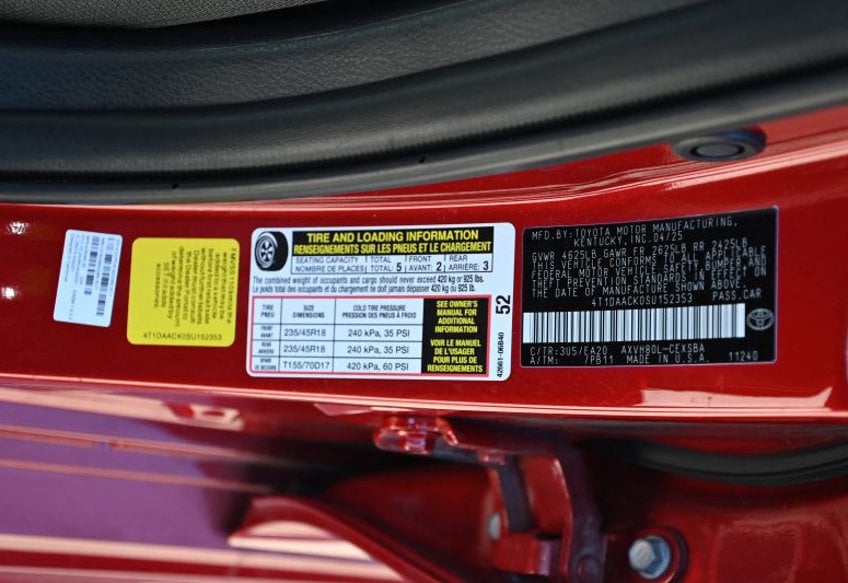 4T1DAACK0SU152353
TIRE AND LOADING INFORMATION
RENSEIGNEMENTS SUR LES PNEUS ET LE CHARGEMENT
SEATING CAPACITY TOTAL FRONT REAR
NOMBRE DE PLACES TOTAL 5 AVANT 2 ARRIÈRE 3
The combined weight of occupants and cargo should never exceed 420 kg or 925 lbs.
Le poids total des occupants et du chargement ne doit jamais dépasser 420 kg ou 925 lb.
TIRE PNEU SIZE DIMENSIONS COLD TIRE PRESSURE PRESSION DES PNEUS À FROID
FRONT AVANT 235/45R18 240 kPa, 35 PSI
REAR ARRIÈRE 235/45R18 240 kPa, 35 PSI
SPARE DE SECOURS T155/70D17 420 kPa, 60 PSI
SEE OWNER'S
MANUAL FOR
ADDITIONAL
INFORMATION
VOIR LE MANUEL
DE L'USAGER
POUR PLUS DE
RENSEIGNEMENTS
52
42661-06B40
MFD.BY:TOYOTA MOTOR MANUFACTURING,
KENTUCKY, INC. 04/25
GVWR 4625LB GAWR FR 2625LB RR 2425LB
THIS VEHICLE CONFORMS TO ALL APPLICABLE
FEDERAL MOTOR VEHICLE SAFETY, BUMPER, &
THEFT PREVENTION STANDARDS IN EFFECT ON
THE DATE OF MANUFACTURE SHOWN ABOVE.
4T1DAACK0SU152353 PASS.CAR
C/TR:3U5/EA20 AXVH80L-CEXSBA
A/TM: /PB11 MADE IN U.S.A. 11240